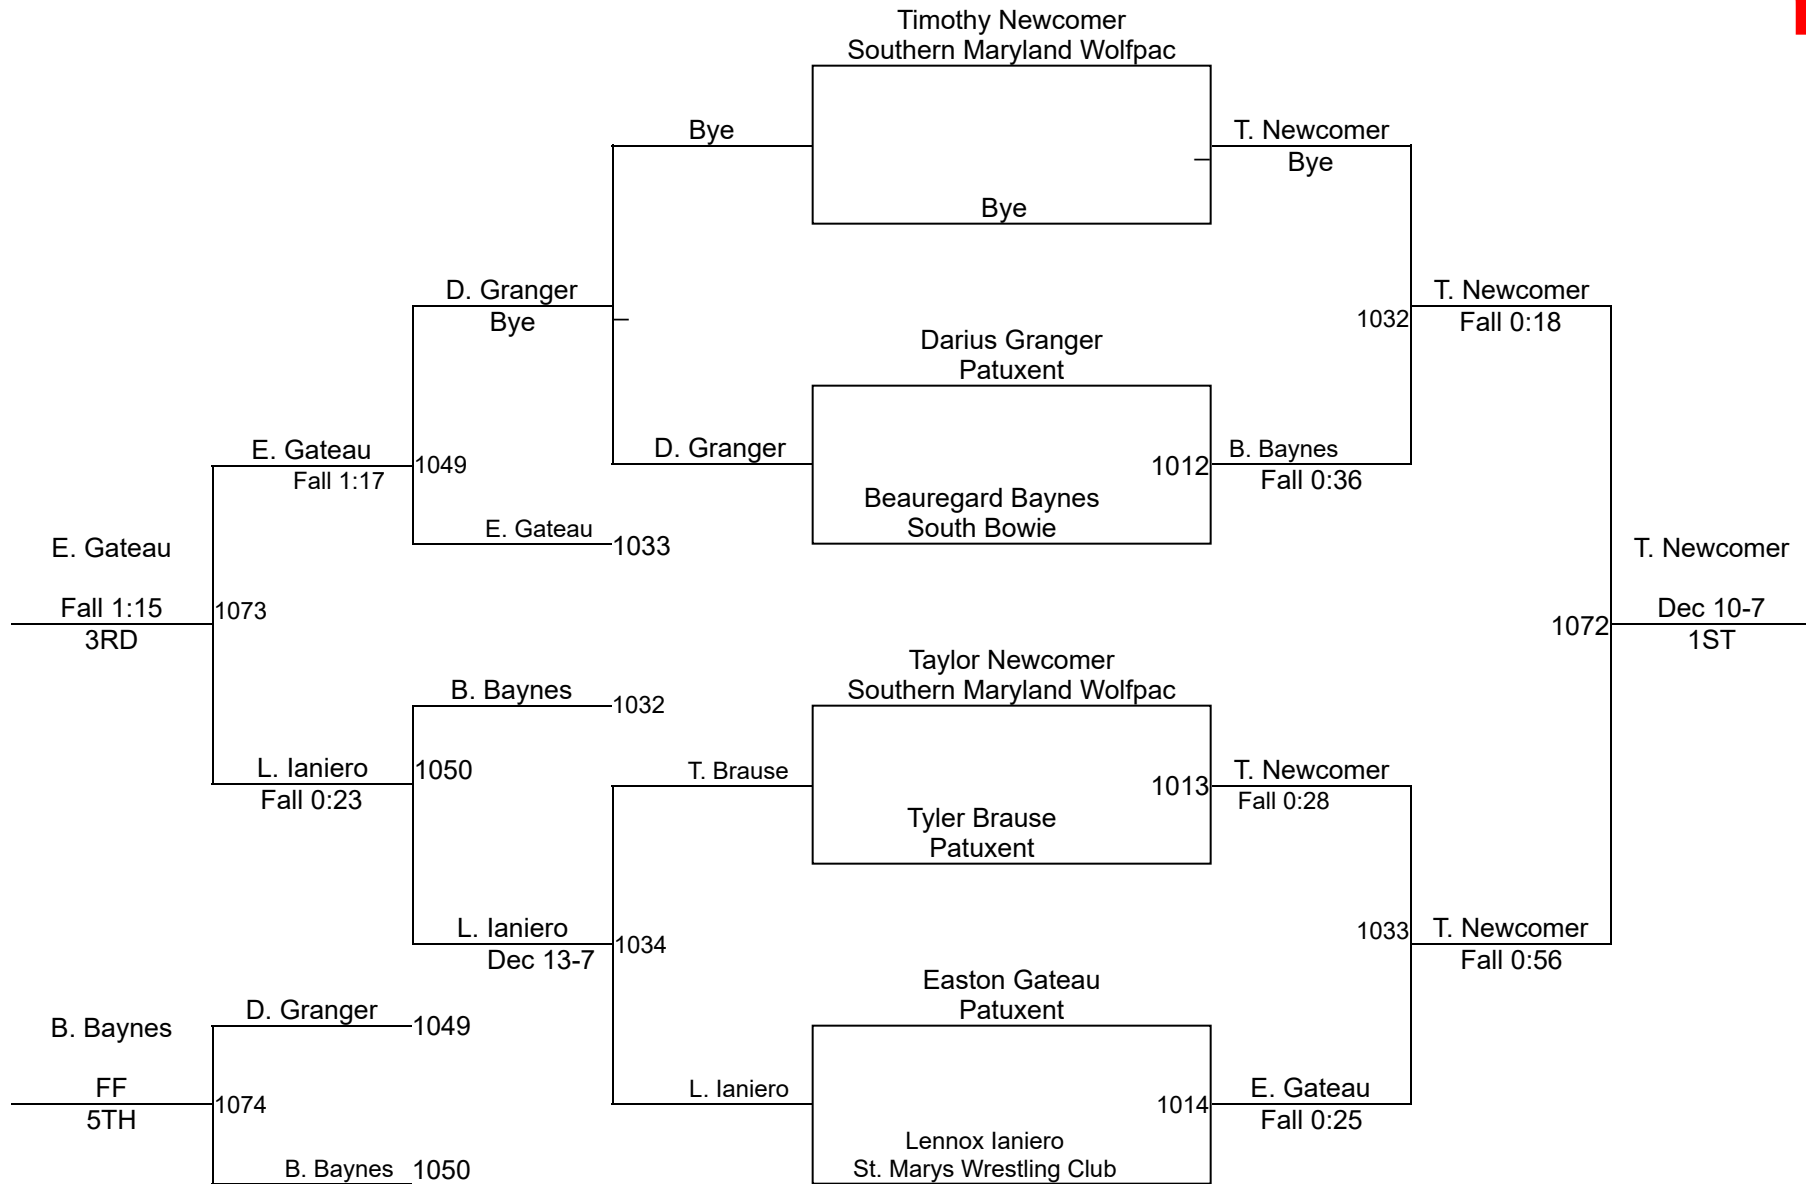 Timothy Newcomer
Southern Maryland Wolfpac
Bye
T. Newcomer
Bye
Bye
D. Granger
Bye
T. Newcomer
1032
Fall 0:18
Darius Granger
Patuxent
E. Gateau
1049
D. Granger
1012
B. Baynes
Fall 1:17
Fall 0:36
Beauregard Baynes
South Bowie
E. Gateau
1033
E. Gateau
T. Newcomer
Fall 1:15
1073
Dec 10-7
3RD
1072
1ST
Taylor Newcomer
Southern Maryland Wolfpac
B. Baynes
1032
L. Ianiero
1050
T. Brause
1013
T. Newcomer
Fall 0:23
Fall 0:28
Tyler Brause
Patuxent
L. Ianiero
1034
Dec 13-7
1033
T. Newcomer
Fall 0:56
Easton Gateau
Patuxent
D. Granger
1049
B. Baynes
FF
1074
5TH
L. Ianiero
1014
E. Gateau
Fall 0:25
Lennox Ianiero
St. Marys Wrestling Club
B. Baynes
1050